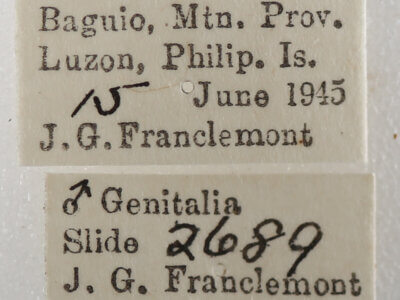 Baguio, Mtn. Prov.
Luzon, Philip. Is.
15 June 1945
J. G. Franclemont
♂ Genitalia
Slide 2689
J. G. Franclemont